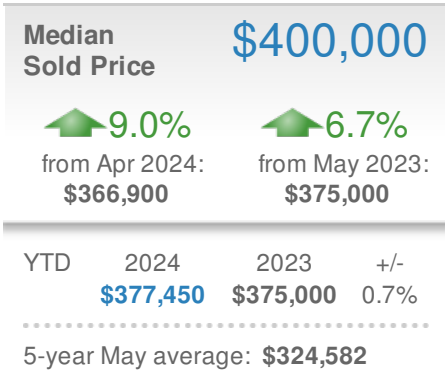 Median $400,000
Sold Price
9.0% 6.7%
from Apr 2024: from May 2023:
$366,900 $375,000
YTD 2024 2023 +/-
$377,450 $375,000 0.7%
5-year May average: $324,582